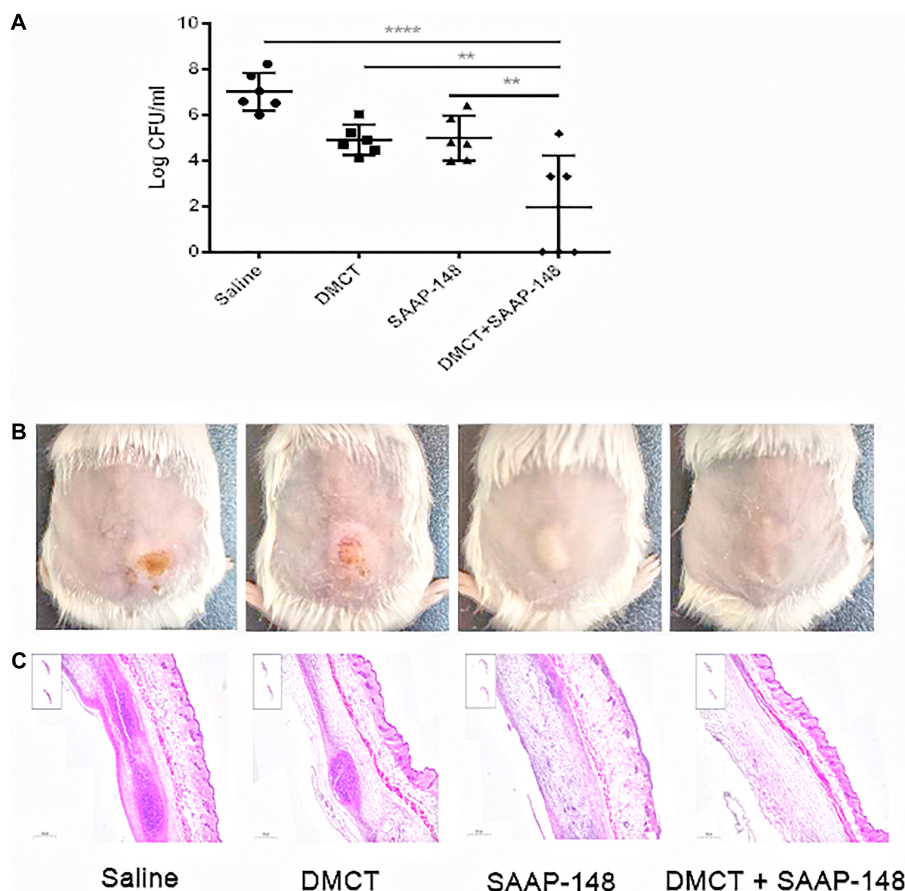 A
10
8
6
4
2
0
Log CFU/ml
****
**
**
Saline
DMCT
SAAP-148
DMCT+SAAP-148
B
C
Saline
DMCT
SAAP-148
DMCT + SAAP-148